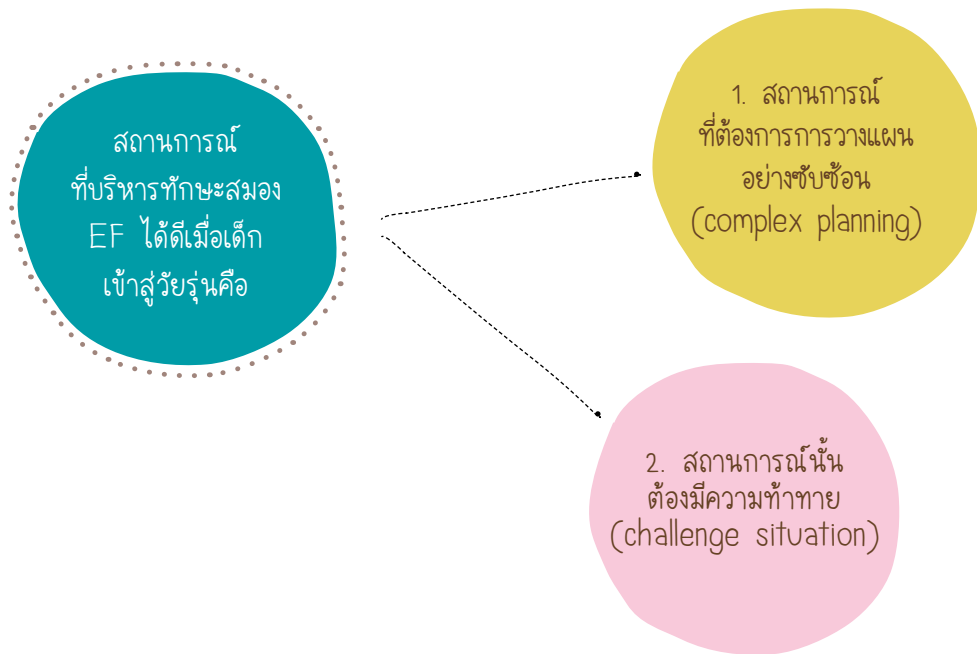 สถานการณ์
ที่บริหารทักษะสมอง
EF ได้ดีเมื่อเด็ก
เข้าสู่วัยรุ่นคือ
1. สถานการณ์
ที่ต้องการการวางแผน
อย่างซับซ้อน
(complex planning)
2. สถานการณ์นั้น
ต้องมีความท้าทาย
(challenge situation)